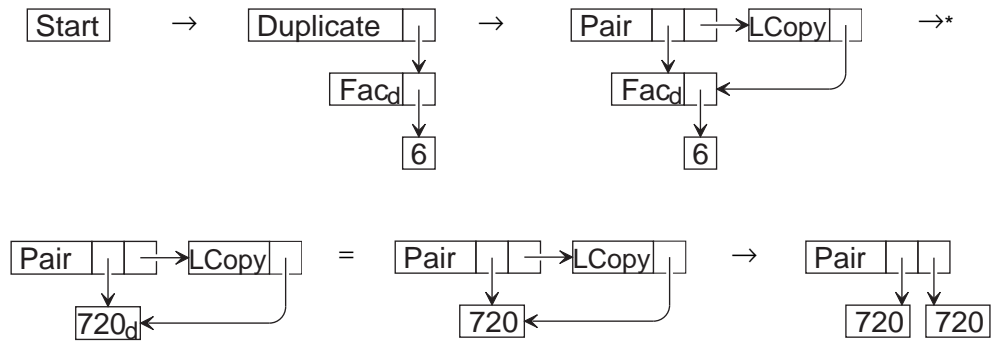 Start → Duplicate → Pair LCopy →*
Fac_d Fac_d
6 6
Pair LCopy = Pair LCopy → Pair
720_d 720 720 720